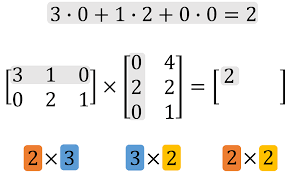 3 · 0 + 1 · 2 + 0 · 0 = 2
[3 1 0] × [0 4] = [2 ]
[0 2 1] [2 2]
[0 1]
2 × 3 3 × 2 2 × 2